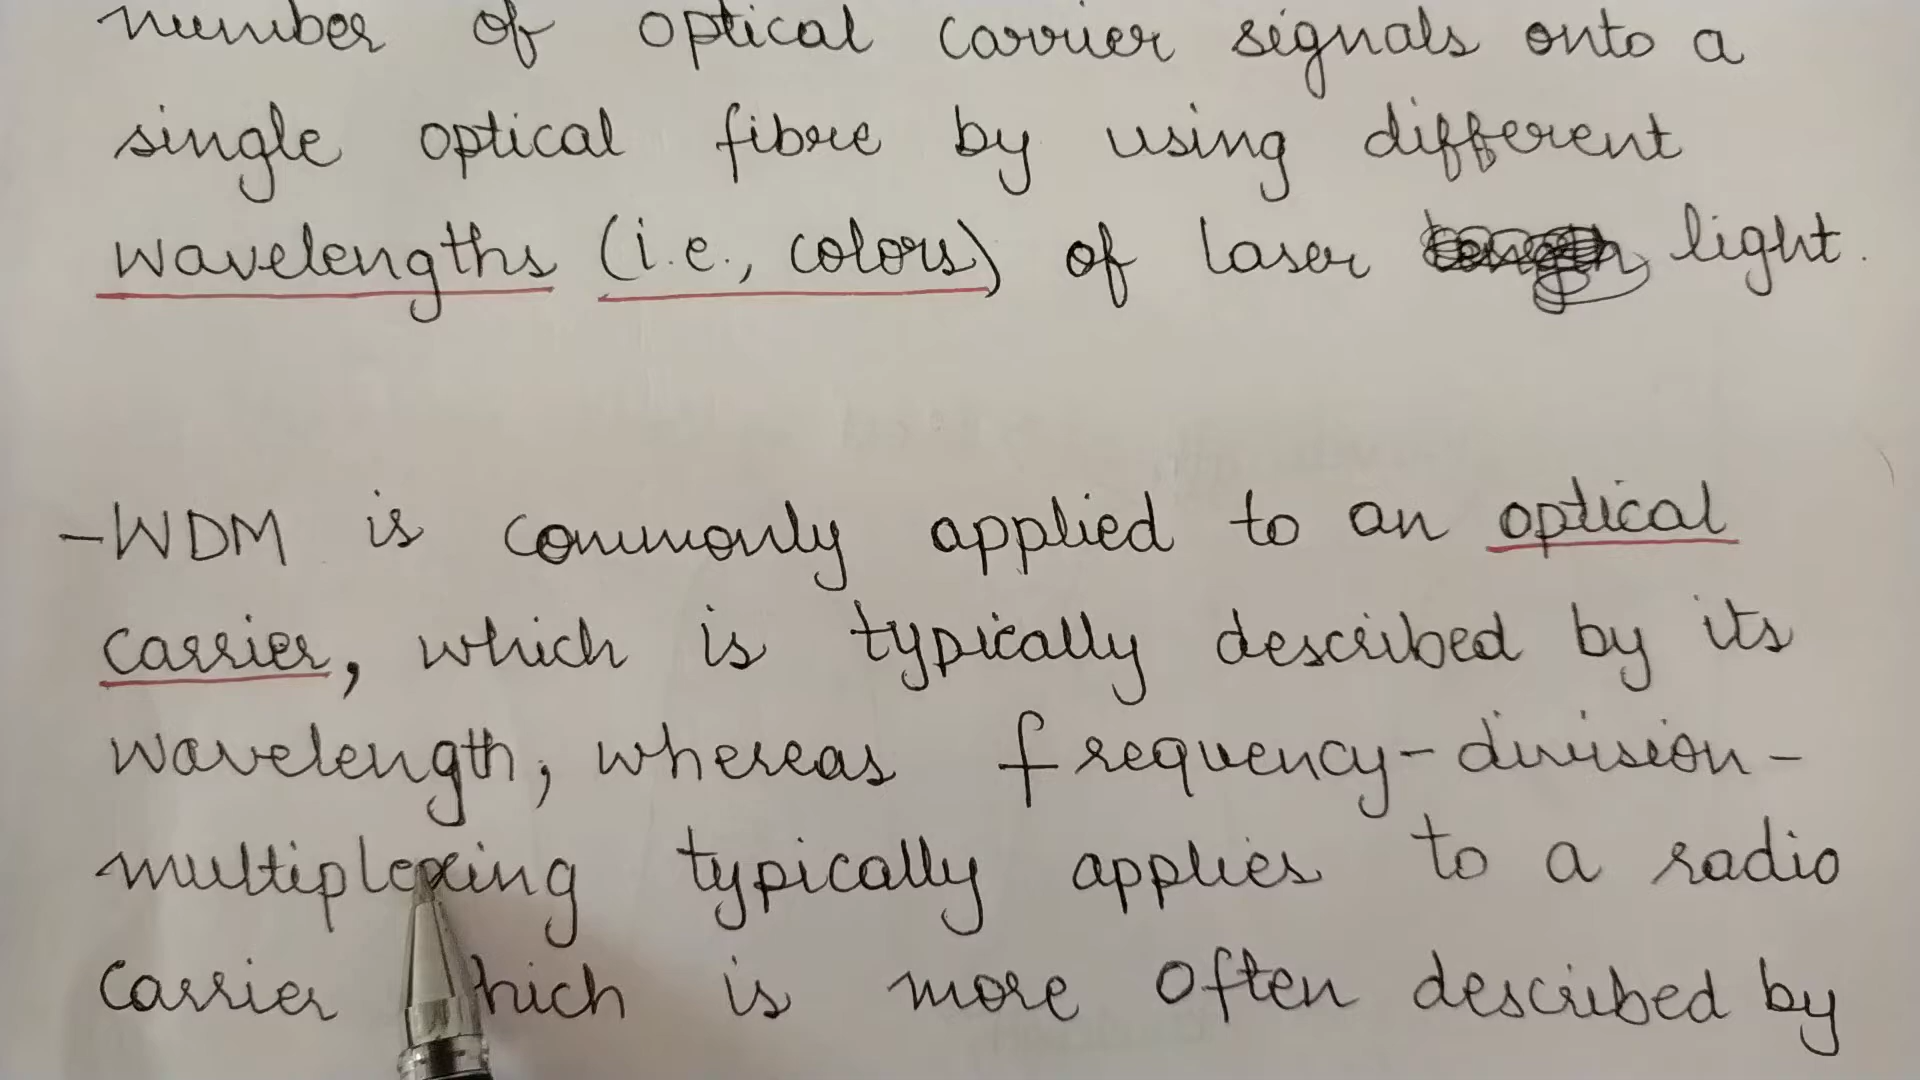 number of optical carrier signals onto a
single optical fibre by using different
wavelengths (i.e., colors) of laser light.
-WDM is commonly applied to an optical
carrier, which is typically described by its
wavelength, whereas frequency-division-
multiplexing typically applies to a radio
carrier which is more often described by